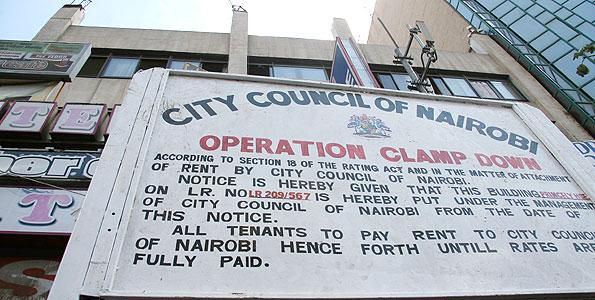 CITY COUNCIL OF NAIROBI
OPERATION CLAMP DOWN
ACCORDING TO SECTION 18 OF THE RATING ACT AND IN THE MATTER OF ATTACHMENT
OF RENT BY CITY COUNCIL OF NAIROBI.
NOTICE IS HEREBY GIVEN THAT THIS BUILDING
ON LR. NO LR 209/567 IS HEREBY PUT UNDER THE MANAGEMENT
OF CITY COUNCIL OF NAIROBI FROM THE DATE OF
THIS NOTICE.
ALL TENANTS TO PAY RENT TO CITY COUNCIL
OF NAIROBI HENCE FORTH UNTILL RATES ARE
FULLY PAID.